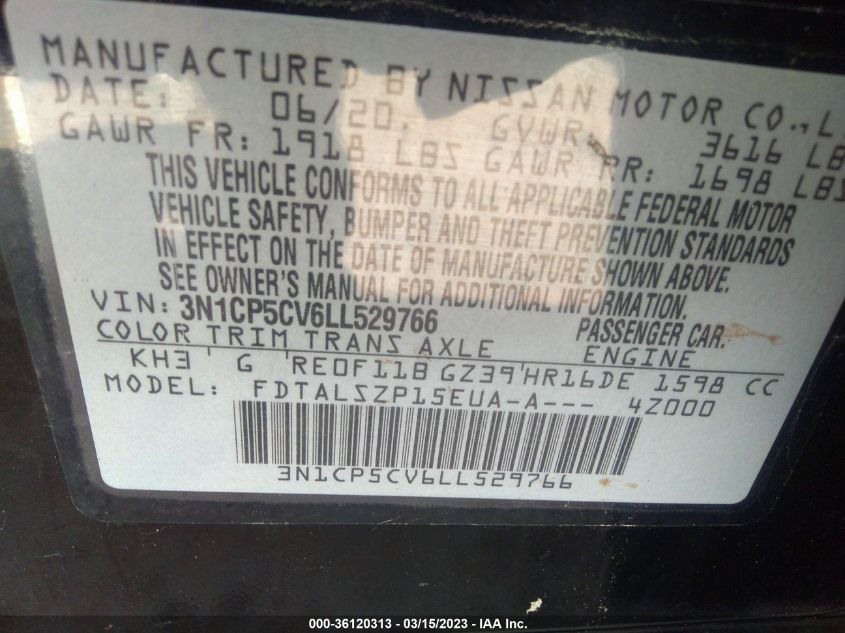 MANUFACTURED BY NISSAN MOTOR CO., L
DATE: 06/20, GVWR: 3616 LB
GAWR FR: 1918 LBS GAWR RR: 1698 LBS
THIS VEHICLE CONFORMS TO ALL APPLICABLE FEDERAL MOTOR
VEHICLE SAFETY, BUMPER AND THEFT PREVENTION STANDARDS
IN EFFECT ON THE DATE OF MANUFACTURE SHOWN ABOVE.
SEE OWNER'S MANUAL FOR ADDITIONAL INFORMATION.
VIN: 3N1CP5CV6LL529766 PASSENGER CAR.
COLOR TRIM TRANS AXLE ENGINE
KH3 G RE0F11B GZ39 HR16DE 1598 CC
MODEL: FDTALSZP15EUA-A--- 4Z000
3N1CP5CV6LL529766
000-36120313 - 03/15/2023 - IAA Inc.